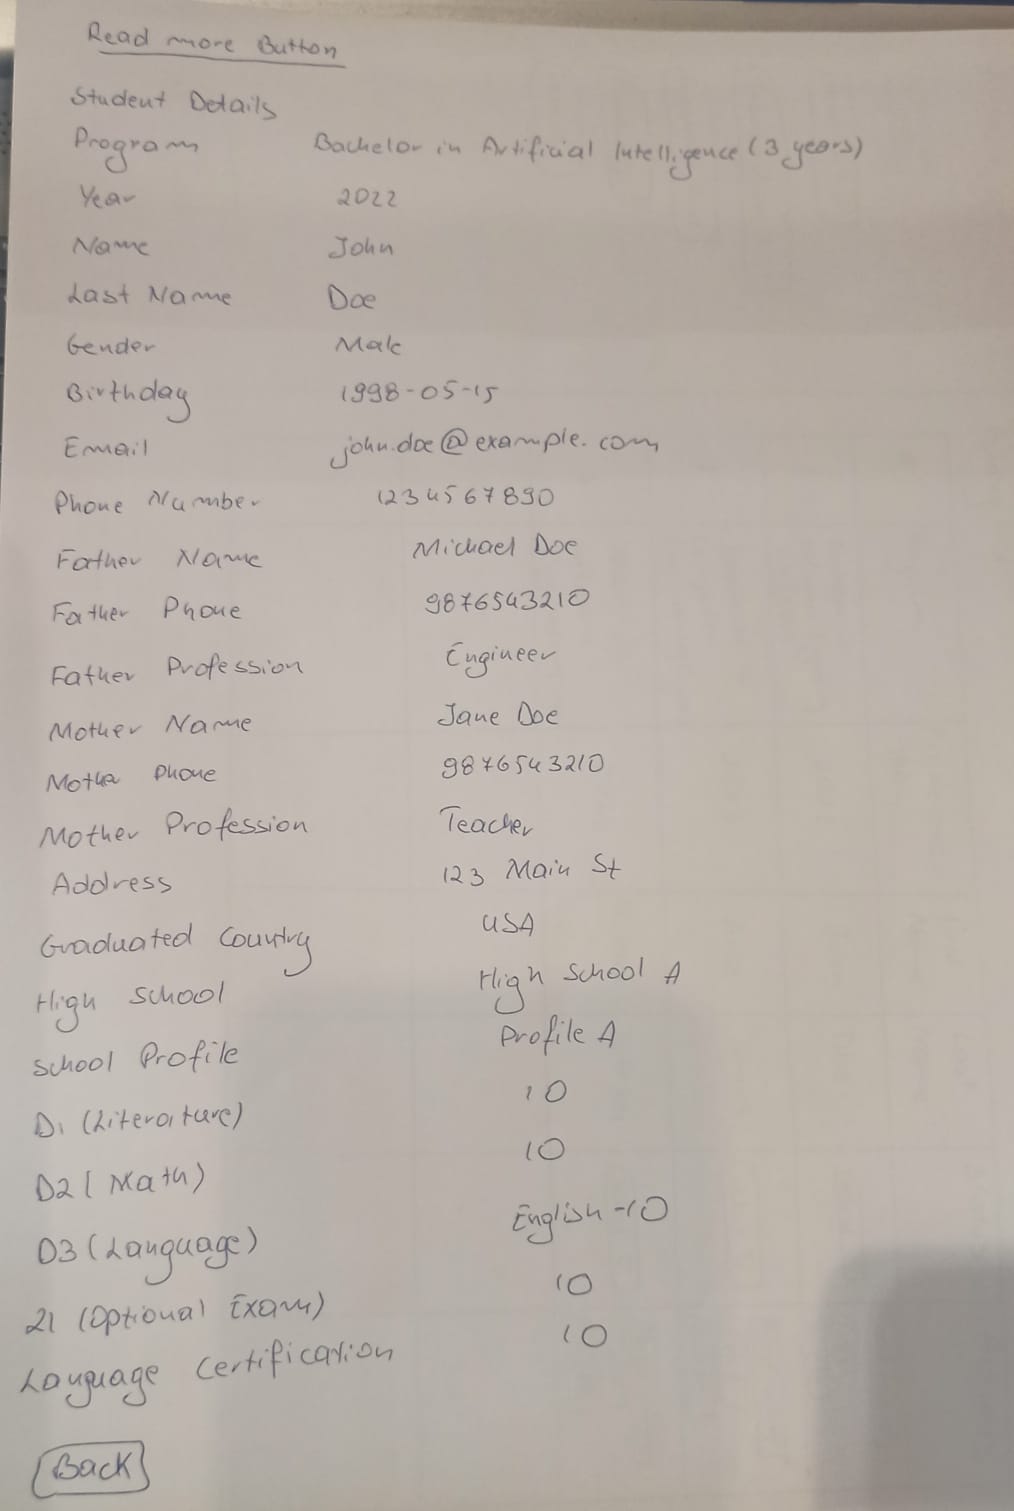 Read more Button
Student Details
Program Bachelor in Artificial Intelligence (3 years)
Year 2022
Name John
Last Name Doe
Gender Male
Birthday 1998-05-15
Email john.doe@example.com
Phone Number 1234567890
Father Name Michael Doe
Father Phone 9876543210
Father Profession Engineer
Mother Name Jane Doe
Mother Phone 9876543210
Mother Profession Teacher
Address 123 Main St
Graduated Country USA
High School High School A
School Profile Profile A
D1 (Literature) 10
D2 (Math) 10
D3 (Language) English -10
21 (Optional Exam) 10
Language Certification 10
Back